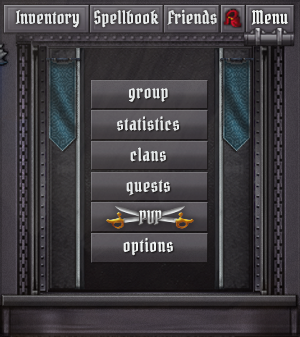 Inventory Spellbook Friends Menu
group
statistics
clans
quests
pvp
options